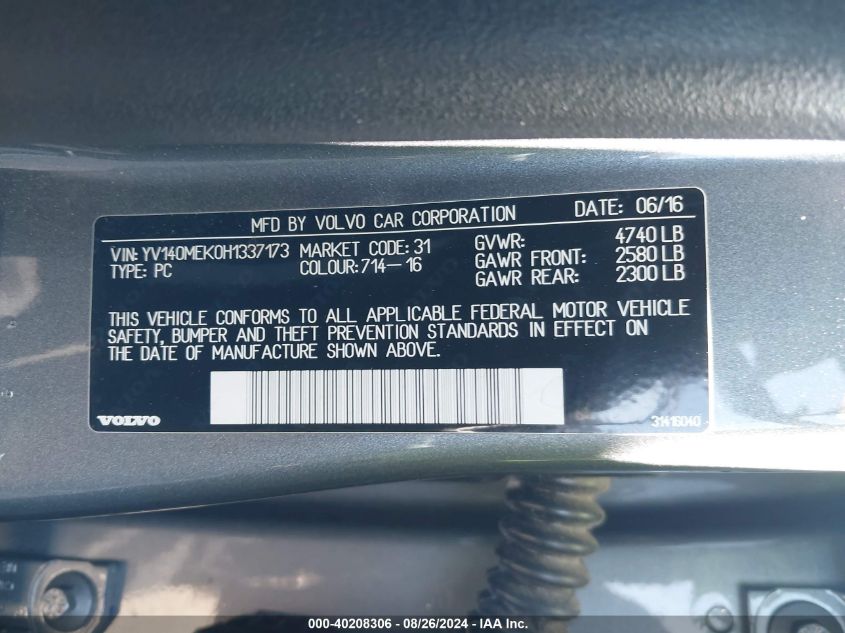 MFD BY VOLVO CAR CORPORATION DATE: 06/16
VIN: YV140MEK0H1337173 MARKET CODE: 31 GVWR: 4740 LB
TYPE: PC COLOUR: 714-16 GAWR FRONT: 2580 LB
GAWR REAR: 2300 LB
THIS VEHICLE CONFORMS TO ALL APPLICABLE FEDERAL MOTOR VEHICLE
SAFETY, BUMPER AND THEFT PREVENTION STANDARDS IN EFFECT ON
THE DATE OF MANUFACTURE SHOWN ABOVE.
VOLVO 31416040
000-40208306 - 08/26/2024 - IAA Inc.